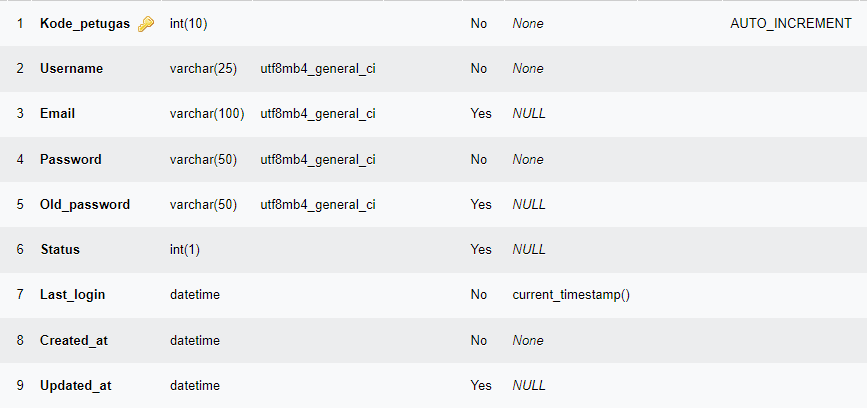 1 Kode_petugas int(10) No None AUTO_INCREMENT
2 Username varchar(25) utf8mb4_general_ci No None
3 Email varchar(100) utf8mb4_general_ci Yes NULL
4 Password varchar(50) utf8mb4_general_ci No None
5 Old_password varchar(50) utf8mb4_general_ci Yes NULL
6 Status int(1) Yes NULL
7 Last_login datetime No current_timestamp()
8 Created_at datetime No None
9 Updated_at datetime Yes NULL